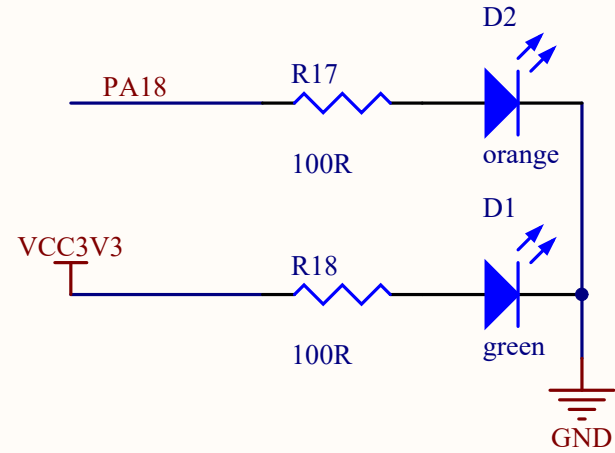 D2
R17
PA18
100R
orange
D1
VCC3V3
R18
100R
green
GND